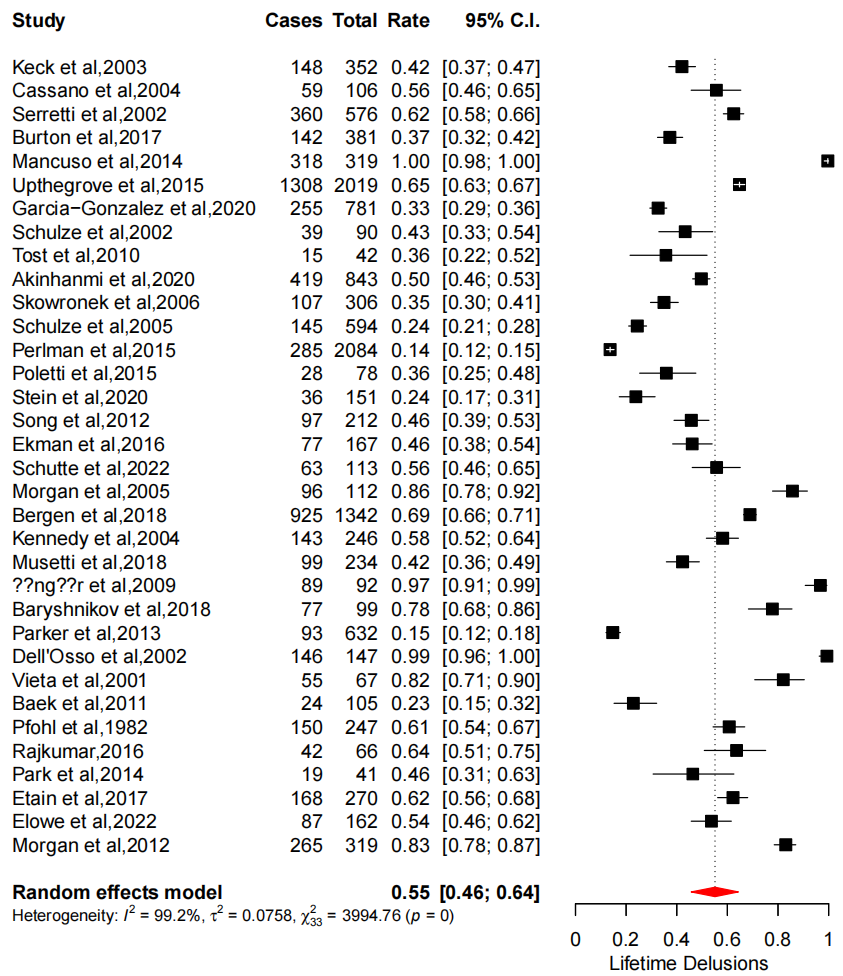 Study Cases Total Rate 95% C.I.
Keck et al,2003 148 352 0.42 [0.37; 0.47]
Cassano et al,2004 59 106 0.56 [0.46; 0.65]
Serretti et al,2002 360 576 0.62 [0.58; 0.66]
Burton et al,2017 142 381 0.37 [0.32; 0.42]
Mancuso et al,2014 318 319 1.00 [0.98; 1.00]
Upthegrove et al,2015 1308 2019 0.65 [0.63; 0.67]
Garcia−Gonzalez et al,2020 255 781 0.33 [0.29; 0.36]
Schulze et al,2002 39 90 0.43 [0.33; 0.54]
Tost et al,2010 15 42 0.36 [0.22; 0.52]
Akinhanmi et al,2020 419 843 0.50 [0.46; 0.53]
Skowronek et al,2006 107 306 0.35 [0.30; 0.41]
Schulze et al,2005 145 594 0.24 [0.21; 0.28]
Perlman et al,2015 285 2084 0.14 [0.12; 0.15]
Poletti et al,2015 28 78 0.36 [0.25; 0.48]
Stein et al,2020 36 151 0.24 [0.17; 0.31]
Song et al,2012 97 212 0.46 [0.39; 0.53]
Ekman et al,2016 77 167 0.46 [0.38; 0.54]
Schutte et al,2022 63 113 0.56 [0.46; 0.65]
Morgan et al,2005 96 112 0.86 [0.78; 0.92]
Bergen et al,2018 925 1342 0.69 [0.66; 0.71]
Kennedy et al,2004 143 246 0.58 [0.52; 0.64]
Musetti et al,2018 99 234 0.42 [0.36; 0.49]
??ng??r et al,2009 89 92 0.97 [0.91; 0.99]
Baryshnikov et al,2018 77 99 0.78 [0.68; 0.86]
Parker et al,2013 93 632 0.15 [0.12; 0.18]
Dell'Osso et al,2002 146 147 0.99 [0.96; 1.00]
Vieta et al,2001 55 67 0.82 [0.71; 0.90]
Baek et al,2011 24 105 0.23 [0.15; 0.32]
Pfohl et al,1982 150 247 0.61 [0.54; 0.67]
Rajkumar,2016 42 66 0.64 [0.51; 0.75]
Park et al,2014 19 41 0.46 [0.31; 0.63]
Etain et al,2017 168 270 0.62 [0.56; 0.68]
Elowe et al,2022 87 162 0.54 [0.46; 0.62]
Morgan et al,2012 265 319 0.83 [0.78; 0.87]
Random effects model 0.55 [0.46; 0.64]
Heterogeneity: I² = 99.2%, τ² = 0.0758, χ²₃₃ = 3994.76 (p = 0)
0 0.2 0.4 0.6 0.8 1
Lifetime Delusions